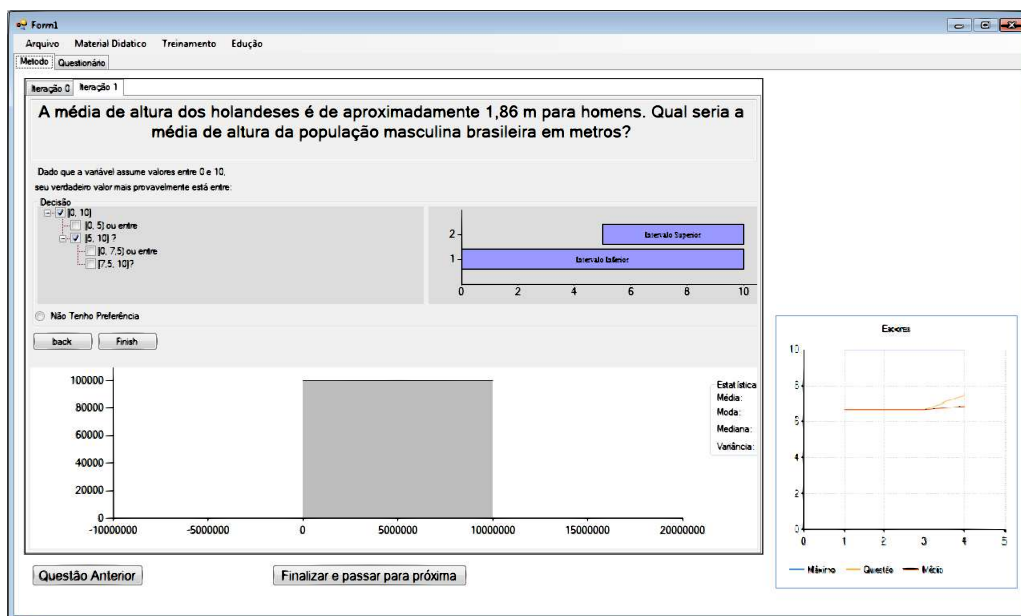 Form1
Arquivo Material Didatico Treinamento Edução
Metodo Questionário
Iteração 0 Iteração 1
A média de altura dos holandeses é de aproximadamente 1,86 m para homens. Qual seria a
média de altura da população masculina brasileira em metros?
Dado que a variável assume valores entre 0 e 10,
seu verdadeiro valor mais provavelmente está entre:
Decisão
[0, 10]
[0, 5) ou entre
[5, 10] ?
[0, 7,5) ou entre
[7,5, 10]?
2
Intervalo Superior
1
Intervalo Inferior
0 2 4 6 8 10
Não Tenho Preferência
back Finish
100000
80000
60000
40000
20000
0
-10000000 -5000000 0 5000000 10000000 15000000 20000000
Estatística
Média:
Moda:
Mediana:
Variância:
Escores
10
8
6
4
2
0
0 1 2 3 4 5
Máximo Questão Médio
Questão Anterior Finalizar e passar para próxima